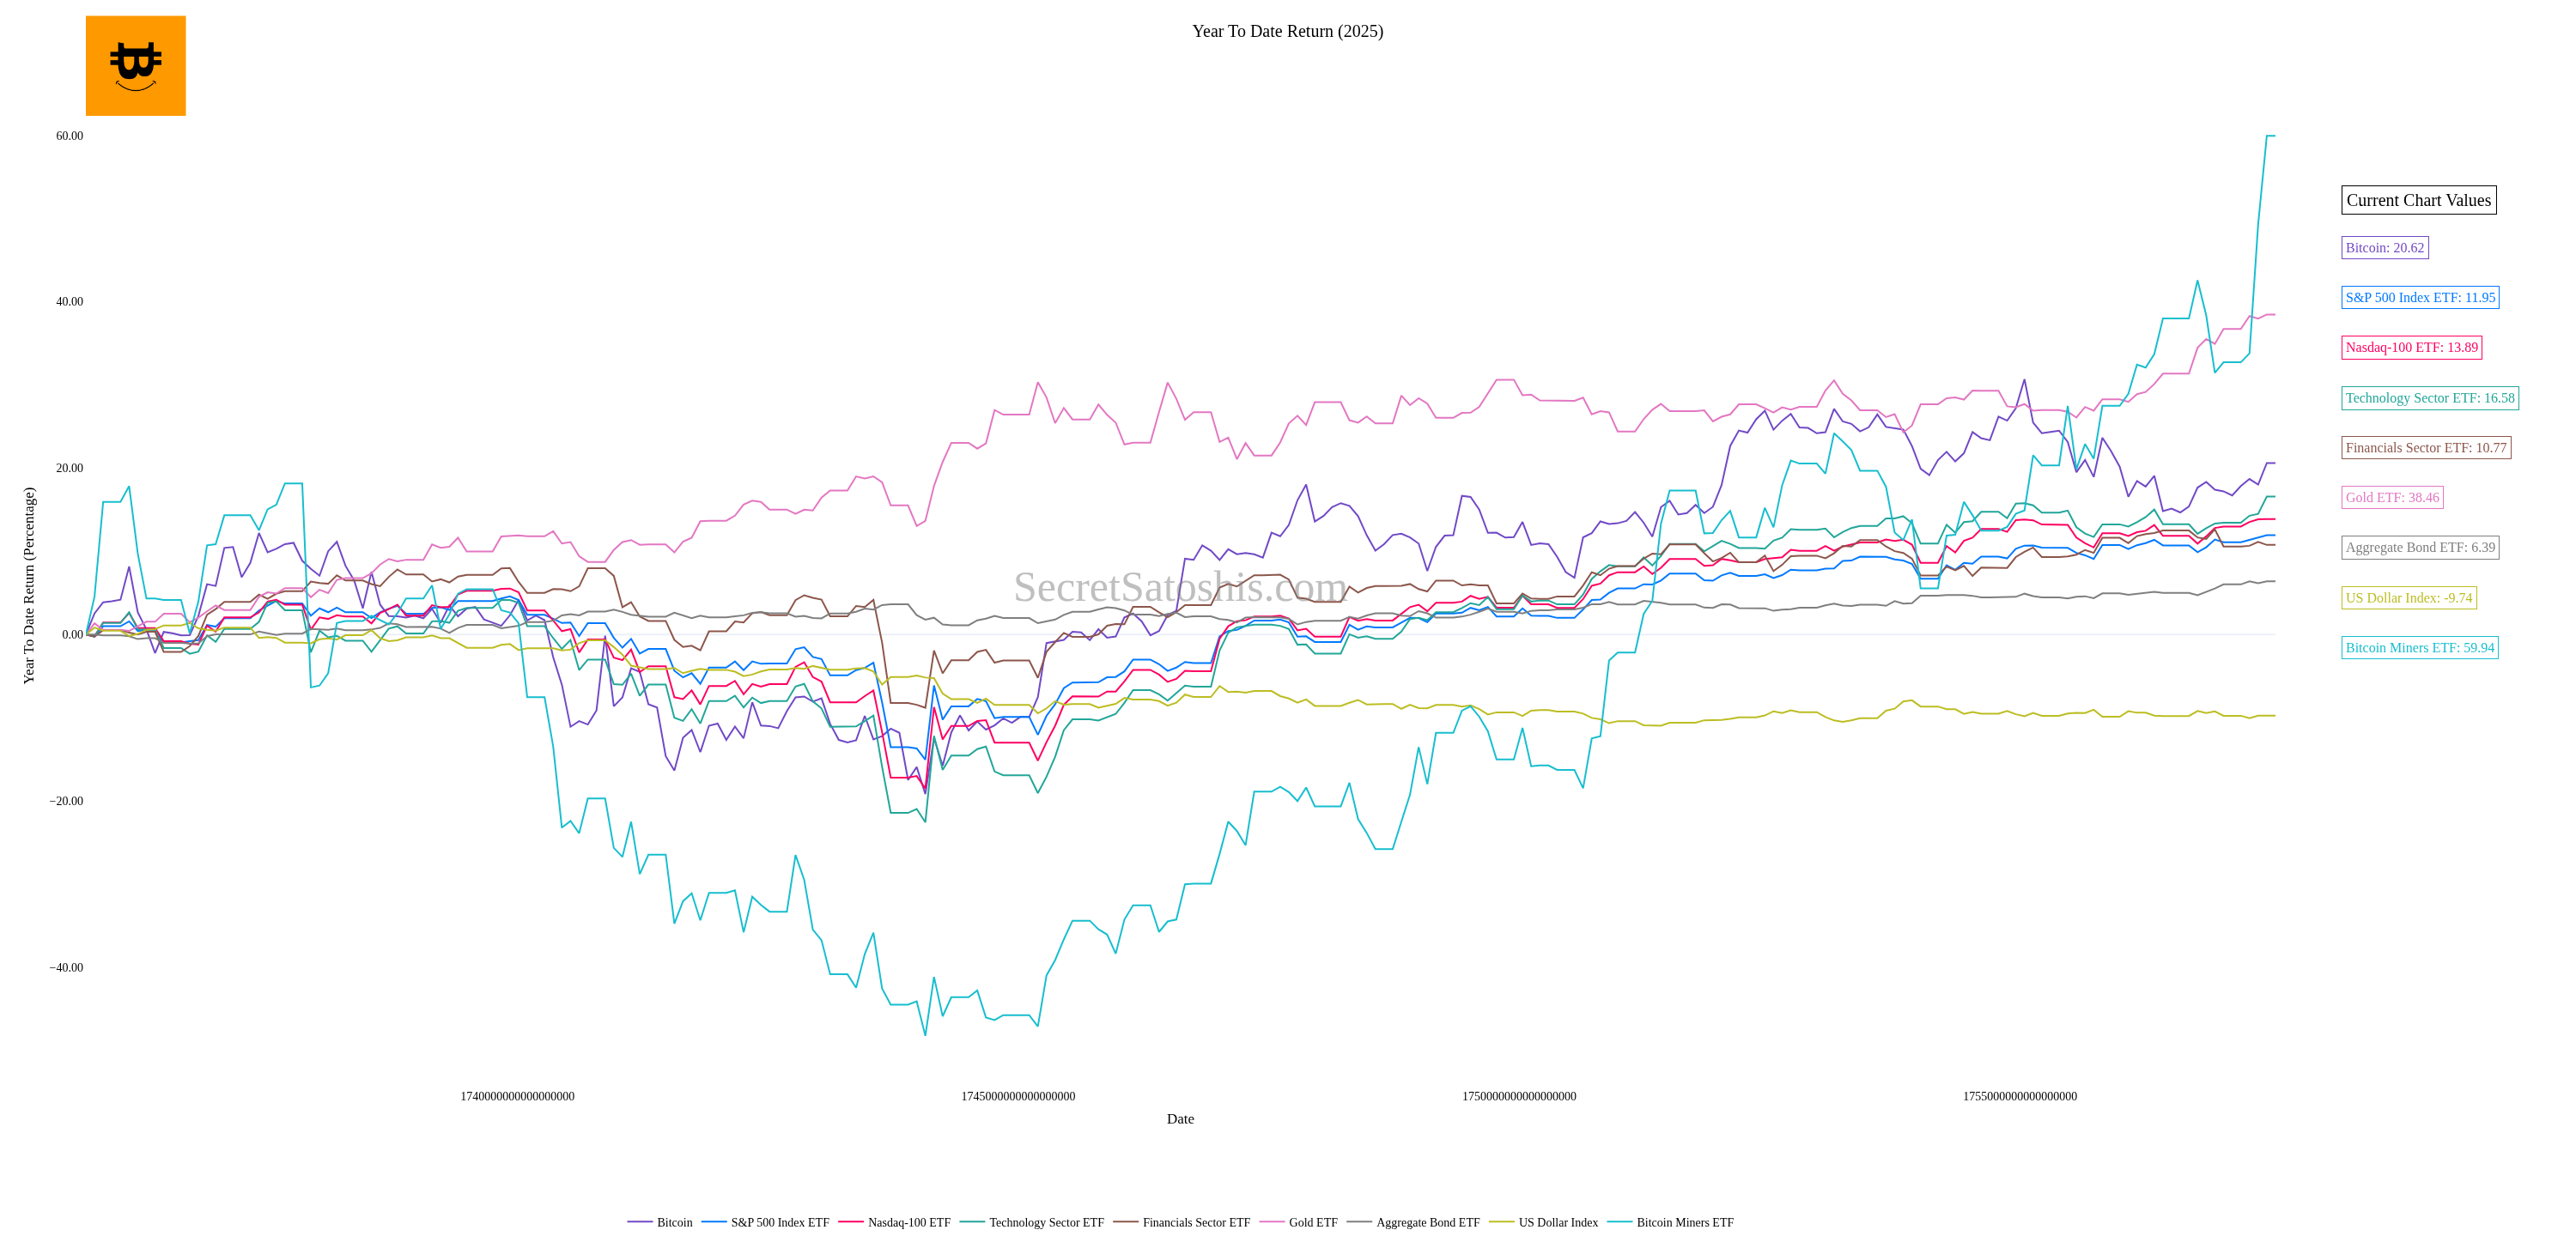 Year To Date Return (2025)
60.00
40.00
20.00
0.00
−20.00
−40.00
Year To Date Return (Percentage)
SecretSatoshis.com
Current Chart Values
Bitcoin: 20.62
S&P 500 Index ETF: 11.95
Nasdaq-100 ETF: 13.89
Technology Sector ETF: 16.58
Financials Sector ETF: 10.77
Gold ETF: 38.46
Aggregate Bond ETF: 6.39
US Dollar Index: -9.74
Bitcoin Miners ETF: 59.94
1740000000000000000 1745000000000000000 1750000000000000000 1755000000000000000
Date
Bitcoin S&P 500 Index ETF Nasdaq-100 ETF Technology Sector ETF Financials Sector ETF Gold ETF Aggregate Bond ETF US Dollar Index Bitcoin Miners ETF